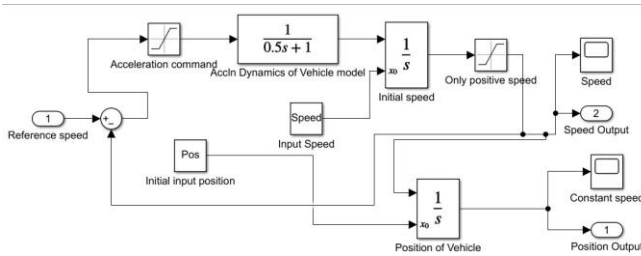 1
0.5s + 1
Acceleration command
Accln Dynamics of Vehicle model
1
s
x₀
Initial speed
Only positive speed
Speed
1
Reference speed
+
−
Speed
Input Speed
2
Speed Output
Pos
Initial input position
1
s
x₀
Position of Vehicle
Constant speed
1
Position Output